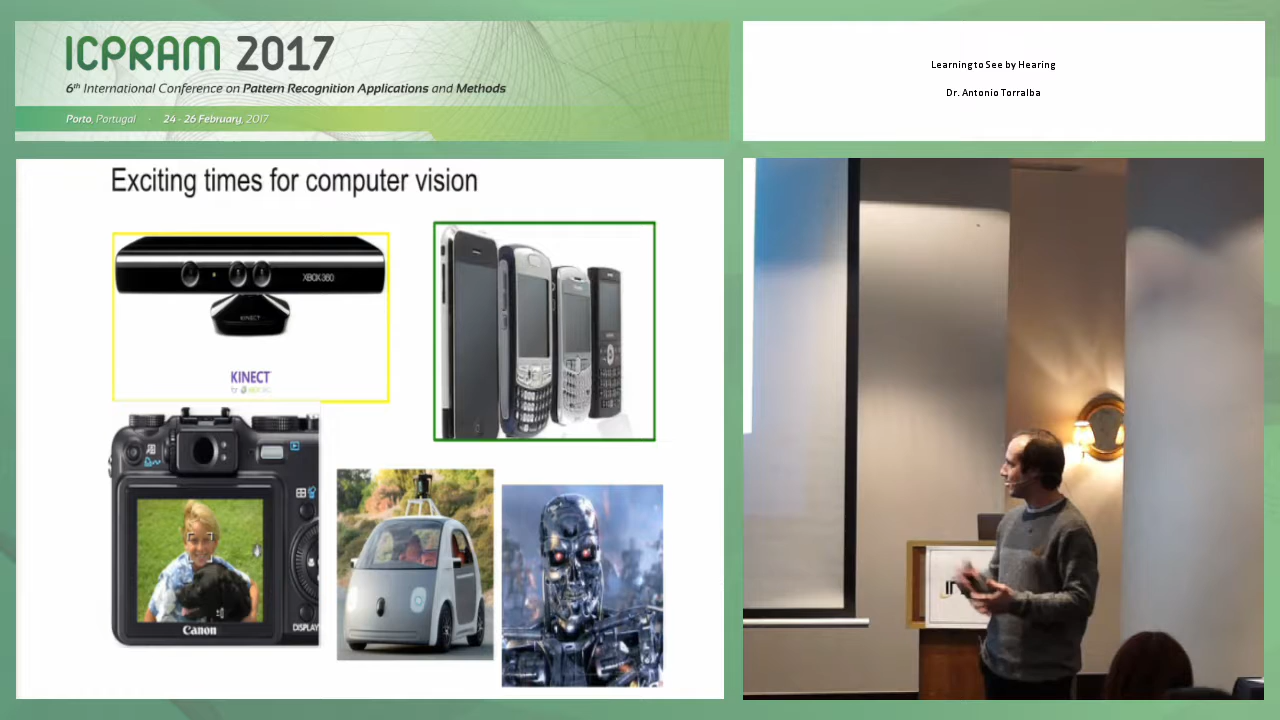 ICPRAM 2017
6th International Conference on Pattern Recognition Applications and Methods
Porto, Portugal · 24 - 26 February, 2017
Learning to See by Hearing
Dr. Antonio Torralba
Exciting times for computer vision
XBOX 360
KINECT
KINECT
Canon
DISPLAY